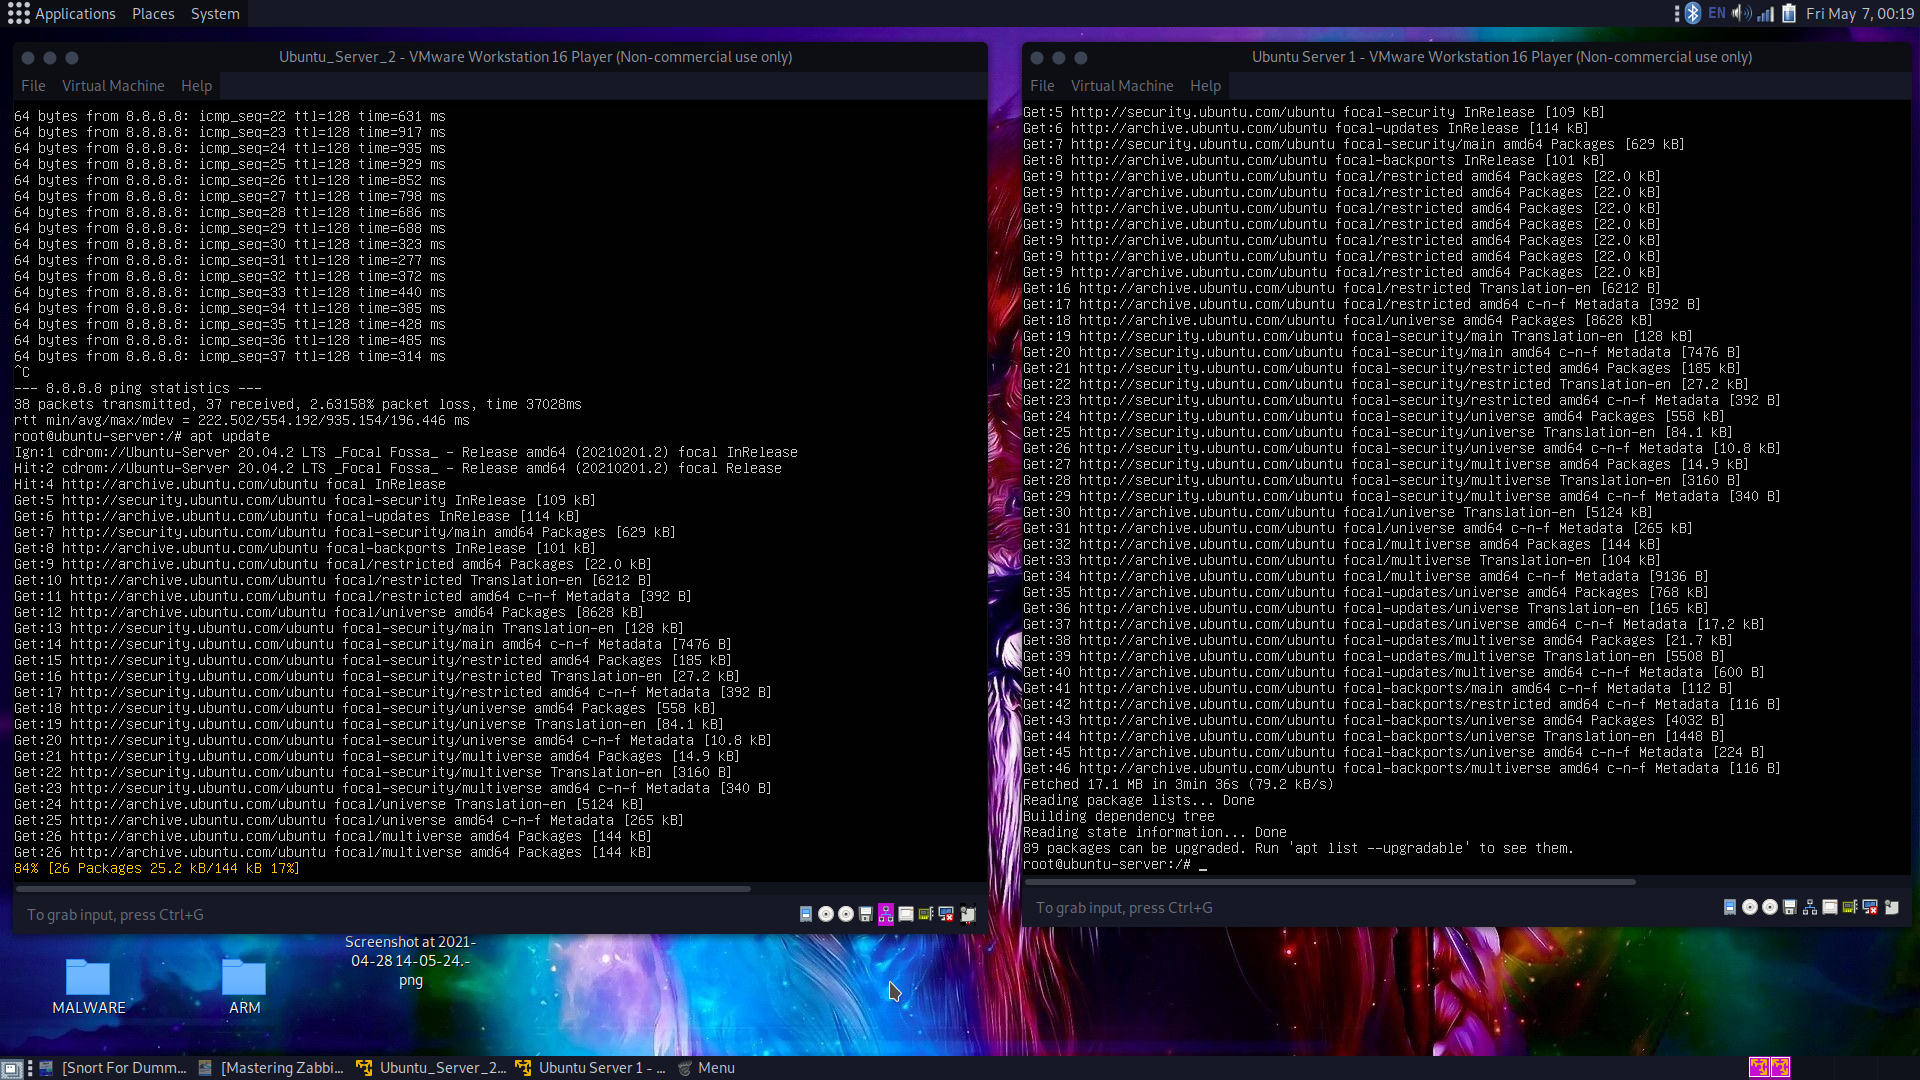 Applications Places System
EN Fri May 7, 00:19
Ubuntu_Server_2 - VMware Workstation 16 Player (Non-commercial use only)
File Virtual Machine Help
64 bytes from 8.8.8.8: icmp_seq=22 ttl=128 time=631 ms
64 bytes from 8.8.8.8: icmp_seq=23 ttl=128 time=917 ms
64 bytes from 8.8.8.8: icmp_seq=24 ttl=128 time=935 ms
64 bytes from 8.8.8.8: icmp_seq=25 ttl=128 time=929 ms
64 bytes from 8.8.8.8: icmp_seq=26 ttl=128 time=852 ms
64 bytes from 8.8.8.8: icmp_seq=27 ttl=128 time=798 ms
64 bytes from 8.8.8.8: icmp_seq=28 ttl=128 time=686 ms
64 bytes from 8.8.8.8: icmp_seq=29 ttl=128 time=688 ms
64 bytes from 8.8.8.8: icmp_seq=30 ttl=128 time=323 ms
64 bytes from 8.8.8.8: icmp_seq=31 ttl=128 time=277 ms
64 bytes from 8.8.8.8: icmp_seq=32 ttl=128 time=372 ms
64 bytes from 8.8.8.8: icmp_seq=33 ttl=128 time=440 ms
64 bytes from 8.8.8.8: icmp_seq=34 ttl=128 time=385 ms
64 bytes from 8.8.8.8: icmp_seq=35 ttl=128 time=428 ms
64 bytes from 8.8.8.8: icmp_seq=36 ttl=128 time=485 ms
64 bytes from 8.8.8.8: icmp_seq=37 ttl=128 time=314 ms
^C
--- 8.8.8.8 ping statistics ---
38 packets transmitted, 37 received, 2.63158% packet loss, time 37028ms
rtt min/avg/max/mdev = 222.502/554.192/935.154/196.446 ms
root@ubuntu-server:/# apt update
Ign:1 cdrom://Ubuntu-Server 20.04.2 LTS _Focal Fossa_ - Release amd64 (20210201.2) focal InRelease
Hit:2 cdrom://Ubuntu-Server 20.04.2 LTS _Focal Fossa_ - Release amd64 (20210201.2) focal Release
Hit:4 http://archive.ubuntu.com/ubuntu focal InRelease
Get:5 http://security.ubuntu.com/ubuntu focal-security InRelease [109 kB]
Get:6 http://archive.ubuntu.com/ubuntu focal-updates InRelease [114 kB]
Get:7 http://security.ubuntu.com/ubuntu focal-security/main amd64 Packages [629 kB]
Get:8 http://archive.ubuntu.com/ubuntu focal-backports InRelease [101 kB]
Get:9 http://archive.ubuntu.com/ubuntu focal/restricted amd64 Packages [22.0 kB]
Get:10 http://archive.ubuntu.com/ubuntu focal/restricted Translation-en [6212 B]
Get:11 http://archive.ubuntu.com/ubuntu focal/restricted amd64 c-n-f Metadata [392 B]
Get:12 http://archive.ubuntu.com/ubuntu focal/universe amd64 Packages [8628 kB]
Get:13 http://security.ubuntu.com/ubuntu focal-security/main Translation-en [128 kB]
Get:14 http://security.ubuntu.com/ubuntu focal-security/main amd64 c-n-f Metadata [7476 B]
Get:15 http://security.ubuntu.com/ubuntu focal-security/restricted amd64 Packages [185 kB]
Get:16 http://security.ubuntu.com/ubuntu focal-security/restricted Translation-en [27.2 kB]
Get:17 http://security.ubuntu.com/ubuntu focal-security/restricted amd64 c-n-f Metadata [392 B]
Get:18 http://security.ubuntu.com/ubuntu focal-security/universe amd64 Packages [558 kB]
Get:19 http://security.ubuntu.com/ubuntu focal-security/universe Translation-en [84.1 kB]
Get:20 http://security.ubuntu.com/ubuntu focal-security/universe amd64 c-n-f Metadata [10.8 kB]
Get:21 http://security.ubuntu.com/ubuntu focal-security/multiverse amd64 Packages [14.9 kB]
Get:22 http://security.ubuntu.com/ubuntu focal-security/multiverse Translation-en [3160 B]
Get:23 http://security.ubuntu.com/ubuntu focal-security/multiverse amd64 c-n-f Metadata [340 B]
Get:24 http://archive.ubuntu.com/ubuntu focal/universe Translation-en [5124 kB]
Get:25 http://archive.ubuntu.com/ubuntu focal/universe amd64 c-n-f Metadata [265 kB]
Get:26 http://archive.ubuntu.com/ubuntu focal/multiverse amd64 Packages [144 kB]
Get:26 http://archive.ubuntu.com/ubuntu focal/multiverse amd64 Packages [144 kB]
84% [26 Packages 25.2 kB/144 kB 17%]
To grab input, press Ctrl+G
Ubuntu Server 1 - VMware Workstation 16 Player (Non-commercial use only)
File Virtual Machine Help
Get:5 http://security.ubuntu.com/ubuntu focal-security InRelease [109 kB]
Get:6 http://archive.ubuntu.com/ubuntu focal-updates InRelease [114 kB]
Get:7 http://security.ubuntu.com/ubuntu focal-security/main amd64 Packages [629 kB]
Get:8 http://archive.ubuntu.com/ubuntu focal-backports InRelease [101 kB]
Get:9 http://archive.ubuntu.com/ubuntu focal/restricted amd64 Packages [22.0 kB]
Get:9 http://archive.ubuntu.com/ubuntu focal/restricted amd64 Packages [22.0 kB]
Get:9 http://archive.ubuntu.com/ubuntu focal/restricted amd64 Packages [22.0 kB]
Get:9 http://archive.ubuntu.com/ubuntu focal/restricted amd64 Packages [22.0 kB]
Get:9 http://archive.ubuntu.com/ubuntu focal/restricted amd64 Packages [22.0 kB]
Get:9 http://archive.ubuntu.com/ubuntu focal/restricted amd64 Packages [22.0 kB]
Get:9 http://archive.ubuntu.com/ubuntu focal/restricted amd64 Packages [22.0 kB]
Get:16 http://archive.ubuntu.com/ubuntu focal/restricted Translation-en [6212 B]
Get:17 http://archive.ubuntu.com/ubuntu focal/restricted amd64 c-n-f Metadata [392 B]
Get:18 http://archive.ubuntu.com/ubuntu focal/universe amd64 Packages [8628 kB]
Get:19 http://security.ubuntu.com/ubuntu focal-security/main Translation-en [128 kB]
Get:20 http://security.ubuntu.com/ubuntu focal-security/main amd64 c-n-f Metadata [7476 B]
Get:21 http://security.ubuntu.com/ubuntu focal-security/restricted amd64 Packages [185 kB]
Get:22 http://security.ubuntu.com/ubuntu focal-security/restricted Translation-en [27.2 kB]
Get:23 http://security.ubuntu.com/ubuntu focal-security/restricted amd64 c-n-f Metadata [392 B]
Get:24 http://security.ubuntu.com/ubuntu focal-security/universe amd64 Packages [558 kB]
Get:25 http://security.ubuntu.com/ubuntu focal-security/universe Translation-en [84.1 kB]
Get:26 http://security.ubuntu.com/ubuntu focal-security/universe amd64 c-n-f Metadata [10.8 kB]
Get:27 http://security.ubuntu.com/ubuntu focal-security/multiverse amd64 Packages [14.9 kB]
Get:28 http://security.ubuntu.com/ubuntu focal-security/multiverse Translation-en [3160 B]
Get:29 http://security.ubuntu.com/ubuntu focal-security/multiverse amd64 c-n-f Metadata [340 B]
Get:30 http://archive.ubuntu.com/ubuntu focal/universe Translation-en [5124 kB]
Get:31 http://archive.ubuntu.com/ubuntu focal/universe amd64 c-n-f Metadata [265 kB]
Get:32 http://archive.ubuntu.com/ubuntu focal/multiverse amd64 Packages [144 kB]
Get:33 http://archive.ubuntu.com/ubuntu focal/multiverse Translation-en [104 kB]
Get:34 http://archive.ubuntu.com/ubuntu focal/multiverse amd64 c-n-f Metadata [9136 B]
Get:35 http://archive.ubuntu.com/ubuntu focal-updates/universe amd64 Packages [768 kB]
Get:36 http://archive.ubuntu.com/ubuntu focal-updates/universe Translation-en [165 kB]
Get:37 http://archive.ubuntu.com/ubuntu focal-updates/universe amd64 c-n-f Metadata [17.2 kB]
Get:38 http://archive.ubuntu.com/ubuntu focal-updates/multiverse amd64 Packages [21.7 kB]
Get:39 http://archive.ubuntu.com/ubuntu focal-updates/multiverse Translation-en [5508 B]
Get:40 http://archive.ubuntu.com/ubuntu focal-updates/multiverse amd64 c-n-f Metadata [600 B]
Get:41 http://archive.ubuntu.com/ubuntu focal-backports/main amd64 c-n-f Metadata [112 B]
Get:42 http://archive.ubuntu.com/ubuntu focal-backports/restricted amd64 c-n-f Metadata [116 B]
Get:43 http://archive.ubuntu.com/ubuntu focal-backports/universe amd64 Packages [4032 B]
Get:44 http://archive.ubuntu.com/ubuntu focal-backports/universe Translation-en [1448 B]
Get:45 http://archive.ubuntu.com/ubuntu focal-backports/universe amd64 c-n-f Metadata [224 B]
Get:46 http://archive.ubuntu.com/ubuntu focal-backports/multiverse amd64 c-n-f Metadata [116 B]
Fetched 17.1 MB in 3min 36s (79.2 kB/s)
Reading package lists... Done
Building dependency tree
Reading state information... Done
89 packages can be upgraded. Run 'apt list --upgradable' to see them.
root@ubuntu-server:/# _
To grab input, press Ctrl+G
Screenshot at 2021-
04-28 14-05-24.-
png
MALWARE
ARM
[Snort For Dumm... [Mastering Zabbi... Ubuntu_Server_2... Ubuntu Server 1 - ... Menu